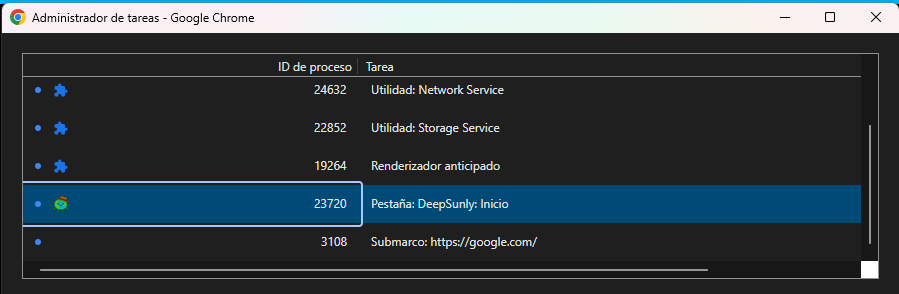 Administrador de tareas - Google Chrome
ID de proceso Tarea
24632 Utilidad: Network Service
22852 Utilidad: Storage Service
19264 Renderizador anticipado
23720 Pestaña: DeepSunly: Inicio
3108 Submarco: https://google.com/